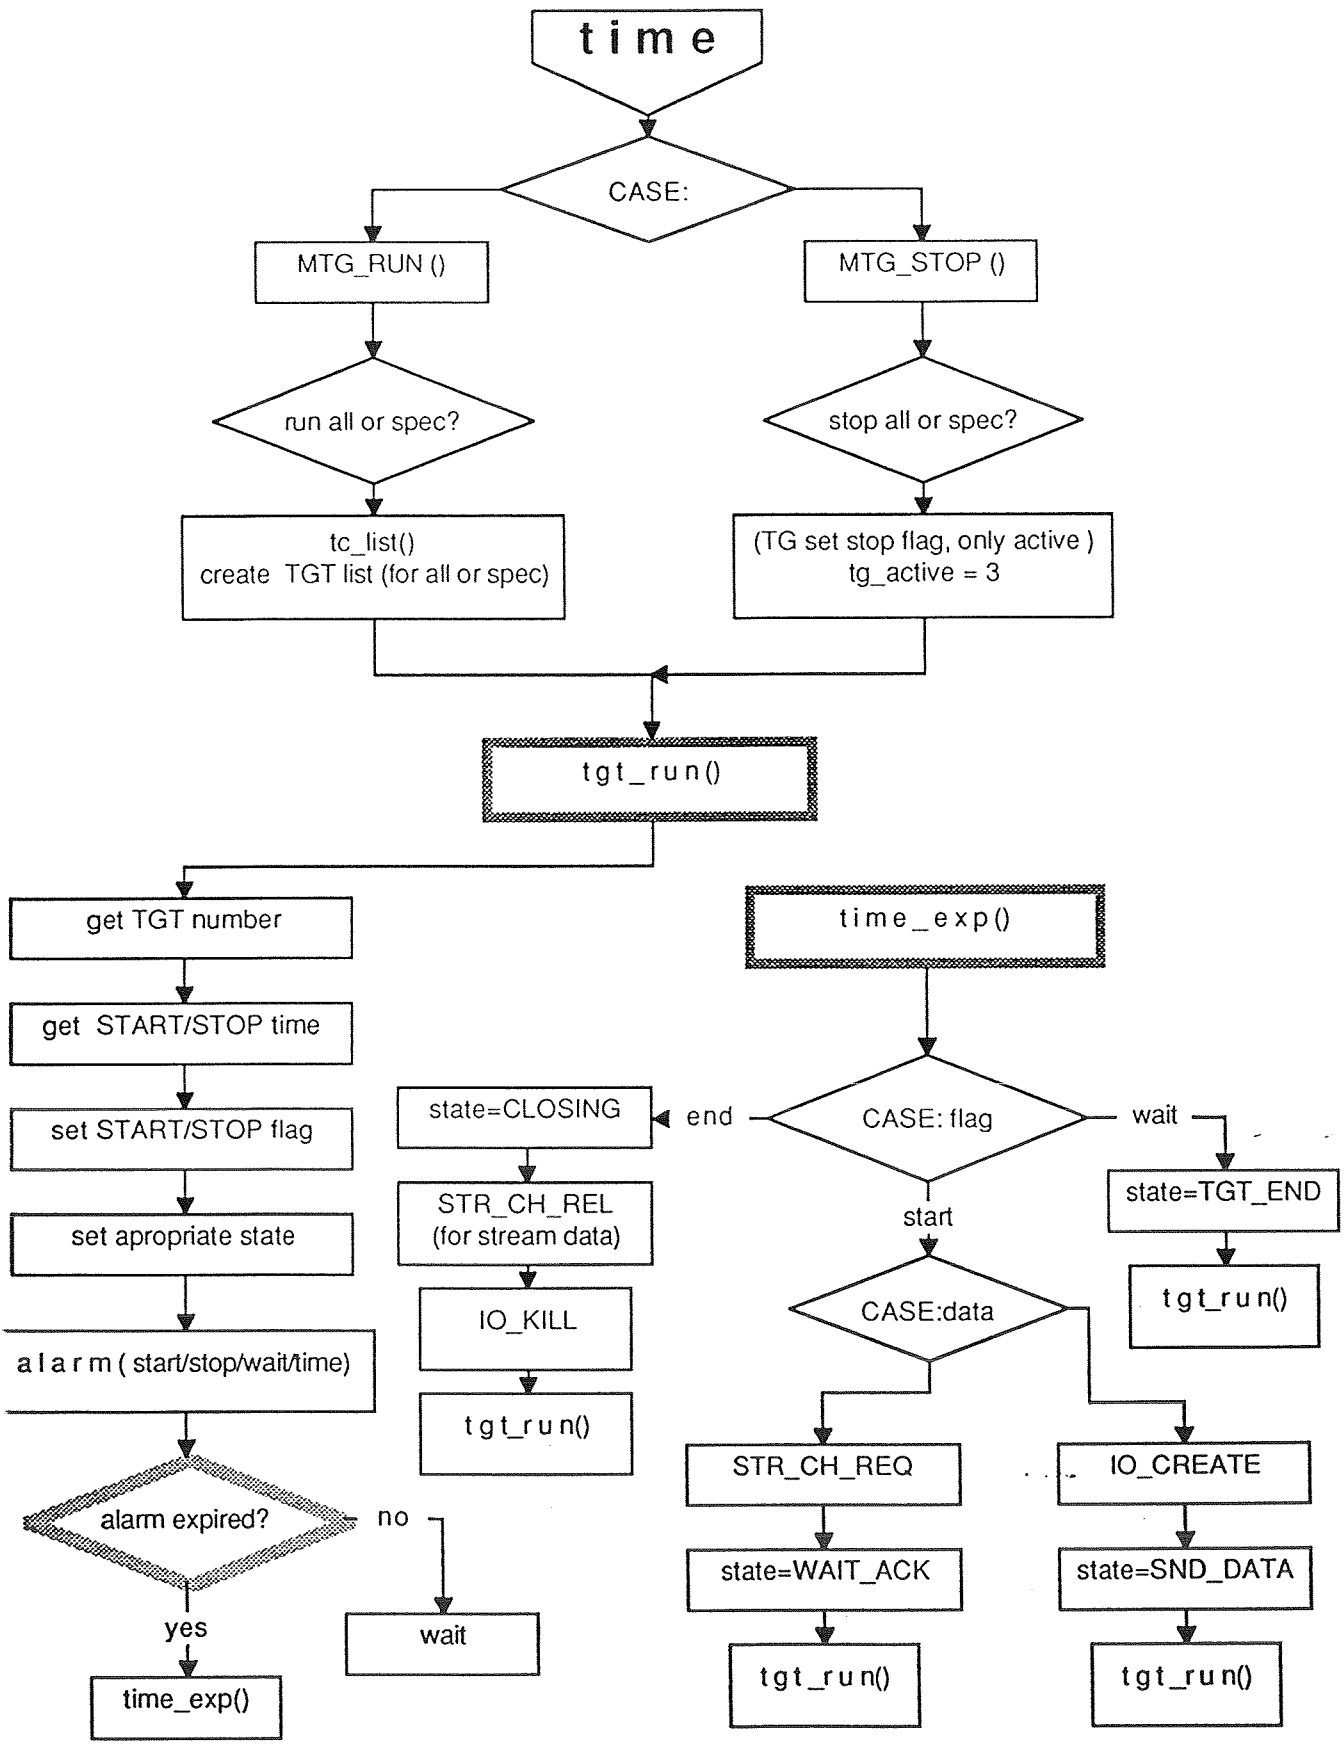 time
CASE:
MTG_RUN ()
MTG_STOP ()
run all or spec?
stop all or spec?
tc_list()
create TGT list (for all or spec)
(TG set stop flag, only active )
tg_active = 3
tgt_run()
get TGT number
get START/STOP time
set START/STOP flag
set apropriate state
alarm( start/stop/wait/time)
alarm expired?
no
wait
yes
time_exp()
time_exp()
CASE: flag
end
state=CLOSING
STR_CH_REL
(for stream data)
IO_KILL
tgt_run()
wait
state=TGT_END
tgt_run()
start
CASE:data
STR_CH_REQ
state=WAIT_ACK
tgt_run()
IO_CREATE
state=SND_DATA
tgt_run()